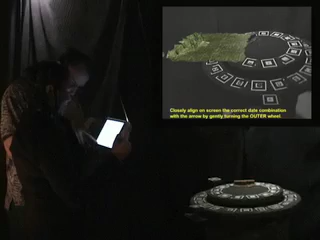 Closely align on screen the correct date combination
with the arrow by gently turning the OUTER wheel.